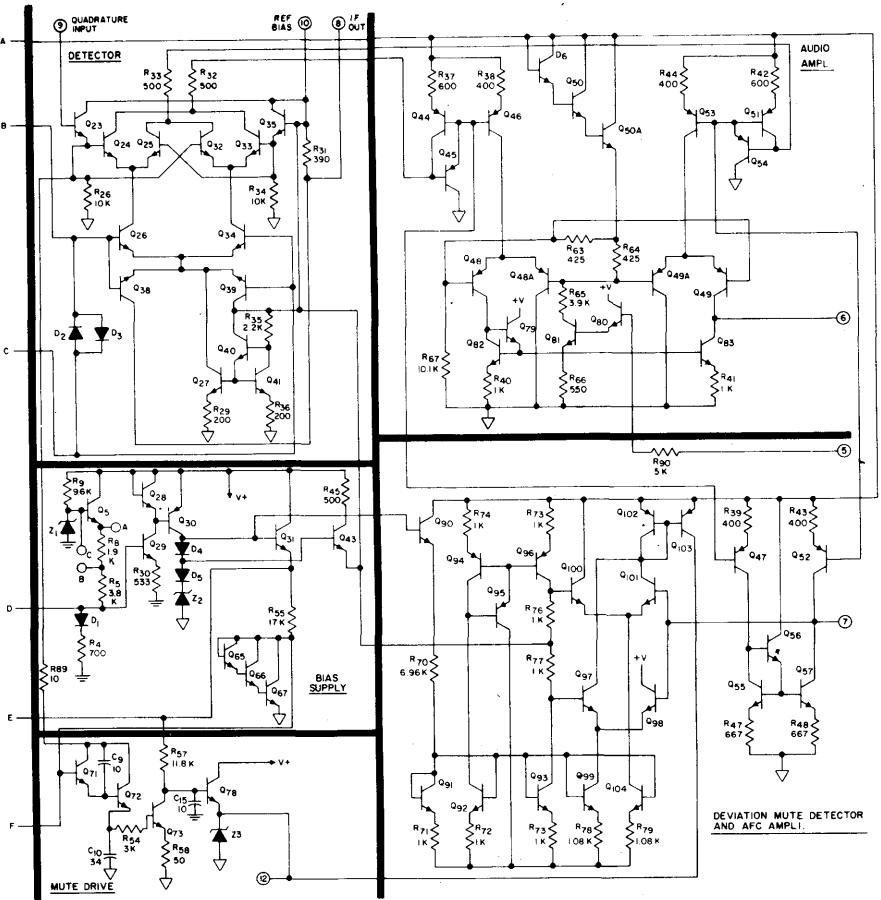 9 QUADRATURE INPUT
REF BIAS 10
8 I.F OUT
DETECTOR
A
R33 500
R32 500
Q23
Q24
Q25
Q32
Q33
Q35
B
R31 390
R26 10K
R34 10K
Q26
Q34
Q38
Q39
D2
D3
R35 2.2K
Q40
C
Q27
Q41
R29 200
R36 200
AUDIO AMPL
D6
Q50
R37 600
R38 400
R44 400
R42 600
Q44
Q46
Q50A
Q53
Q51
Q45
Q54
R63 425
R64 425
Q48
Q48A
Q49A
Q49
R65 3.9K
+V
+V
Q79
Q80
6
Q82
Q81
Q83
R67 10.1K
R40 1K
R66 550
R41 1K
R90 5K
5
R9 9.6K
Q5
Q28
V+
R45 500
Z1
A
Q30
Q31
Q43
C
R8 1.9 K
Q29
D4
B
R5 3.8 K
R30 533
D5
Z2
D
D1
R4 700
R55 17K
R89 10
Q65
Q66
Q67
BIAS SUPPLY
E
Q90
R74 1K
R73 1K
Q102
R39 400
R43 400
Q103
Q94
Q96
Q100
Q47
Q52
Q101
Q95
R76 1K
7
R70 6.96K
R77 1K
Q56
Q97
+V
Q98
Q55
Q57
R47 667
R48 667
Q91
Q92
Q93
Q99
Q104
R71 1K
R72 1K
R73 1K
R78 1.08K
R79 1.08K
DEVIATION MUTE DETECTOR AND AFC AMPLI.
Q71
C9 10
R57 11.8K
V+
Q72
Q78
C15 10
F
R54 3K
Q73
Z3
C10 34
R58 50
12
MUTE DRIVE